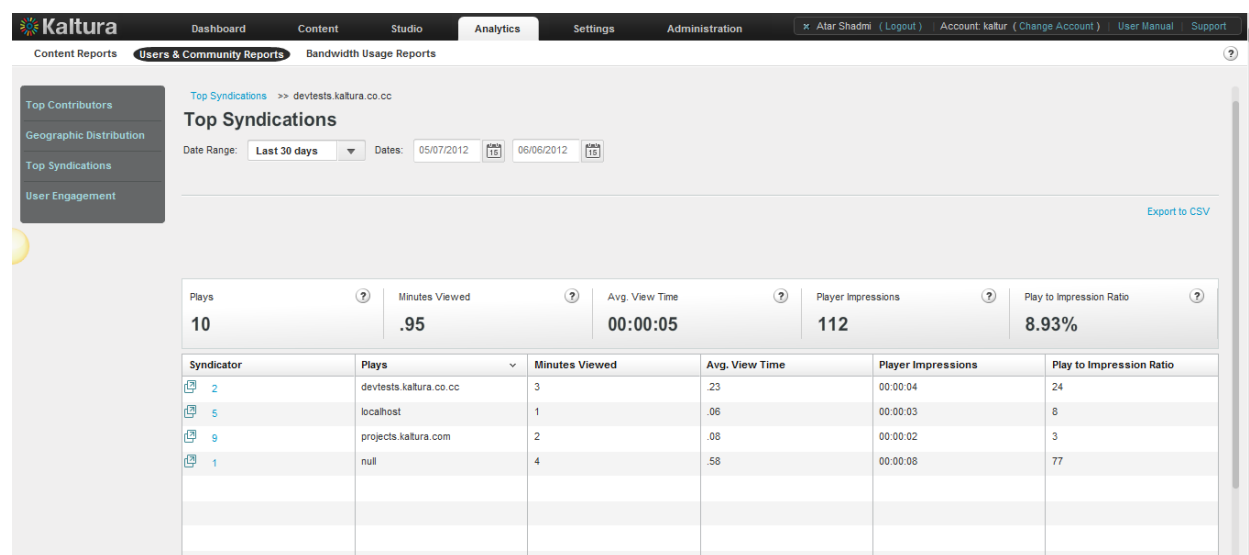 Kaltura Dashboard Content Studio Analytics Settings Administration × Atar Shadmi ( Logout ) | Account: kaltur ( Change Account ) | User Manual | Support
Content Reports Users & Community Reports Bandwidth Usage Reports ?
Top Contributors
Geographic Distribution
Top Syndications
User Engagement
Top Syndications >> devtests.kaltura.co.cc
Top Syndications
Date Range: Last 30 days Dates: 05/07/2012 15 06/06/2012 15
Export to CSV
Plays ? Minutes Viewed ? Avg. View Time ? Player Impressions ? Play to Impression Ratio ?
10 .95 00:00:05 112 8.93%
Syndicator Plays Minutes Viewed Avg. View Time Player Impressions Play to Impression Ratio
2 devtests.kaltura.co.cc 3 .23 00:00:04 24
5 localhost 1 .06 00:00:03 8
9 projects.kaltura.com 2 .08 00:00:02 3
1 null 4 .58 00:00:08 77